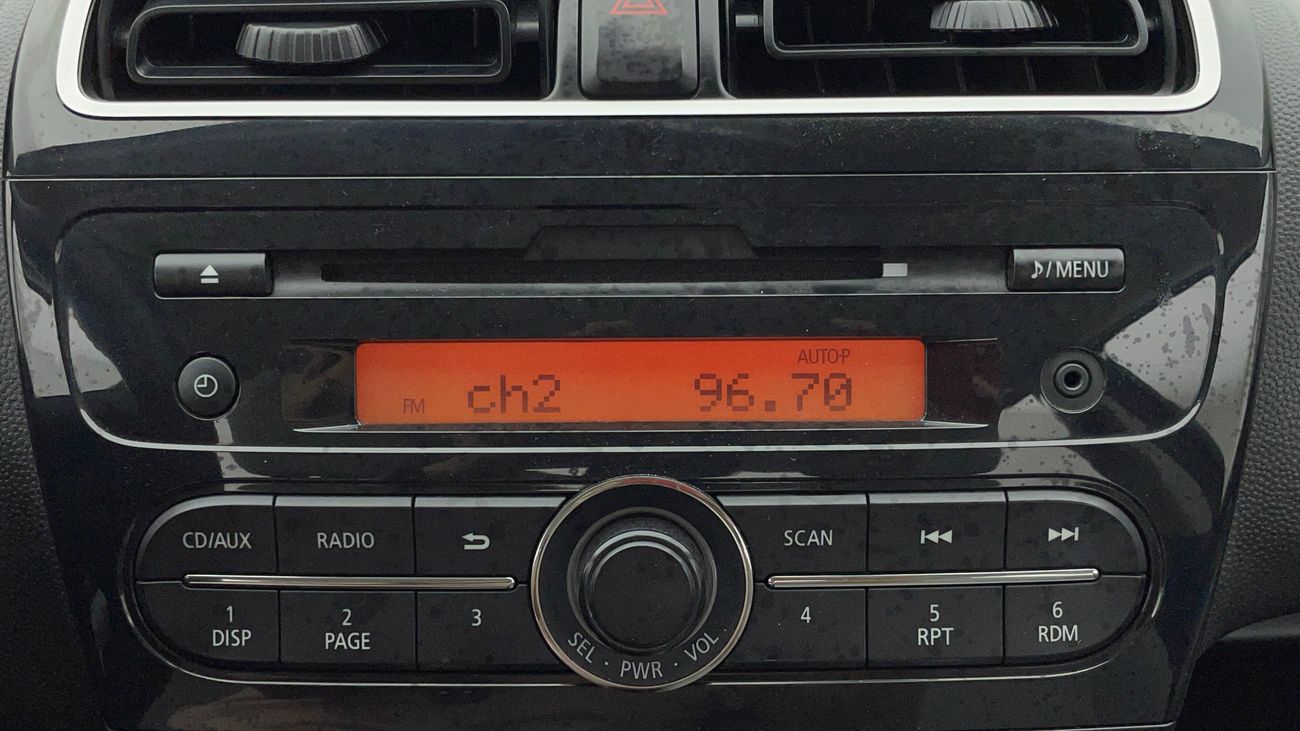 ♪/MENU
AUTO·P
FM ch2 96.70
CD/AUX RADIO SCAN
1 2 3 4 5 6
DISP PAGE RPT RDM
SEL · PWR · VOL